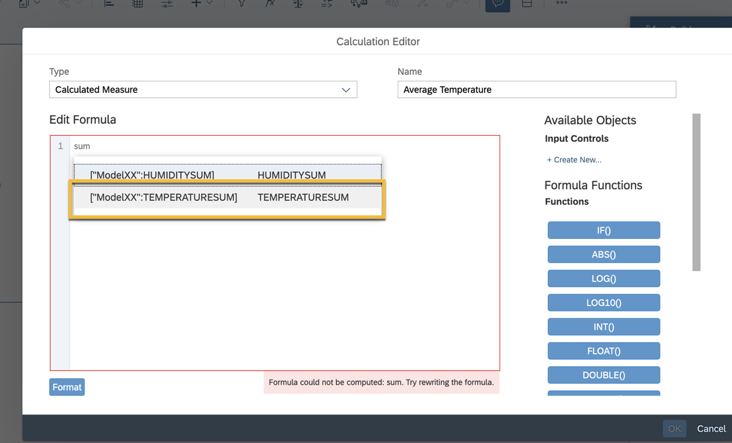 Calculation Editor
Type
Name
Calculated Measure
Average Temperature
Edit Formula
Available Objects
Input Controls
+ Create New...
Formula Functions
Functions
1 sum
["ModelXX":HUMIDITYSUM] HUMIDITYSUM
["ModelXX":TEMPERATURESUM] TEMPERATURESUM
IF()
ABS()
LOG()
LOG10()
INT()
FLOAT()
DOUBLE()
Formula could not be computed: sum. Try rewriting the formula.
Format
OK
Cancel